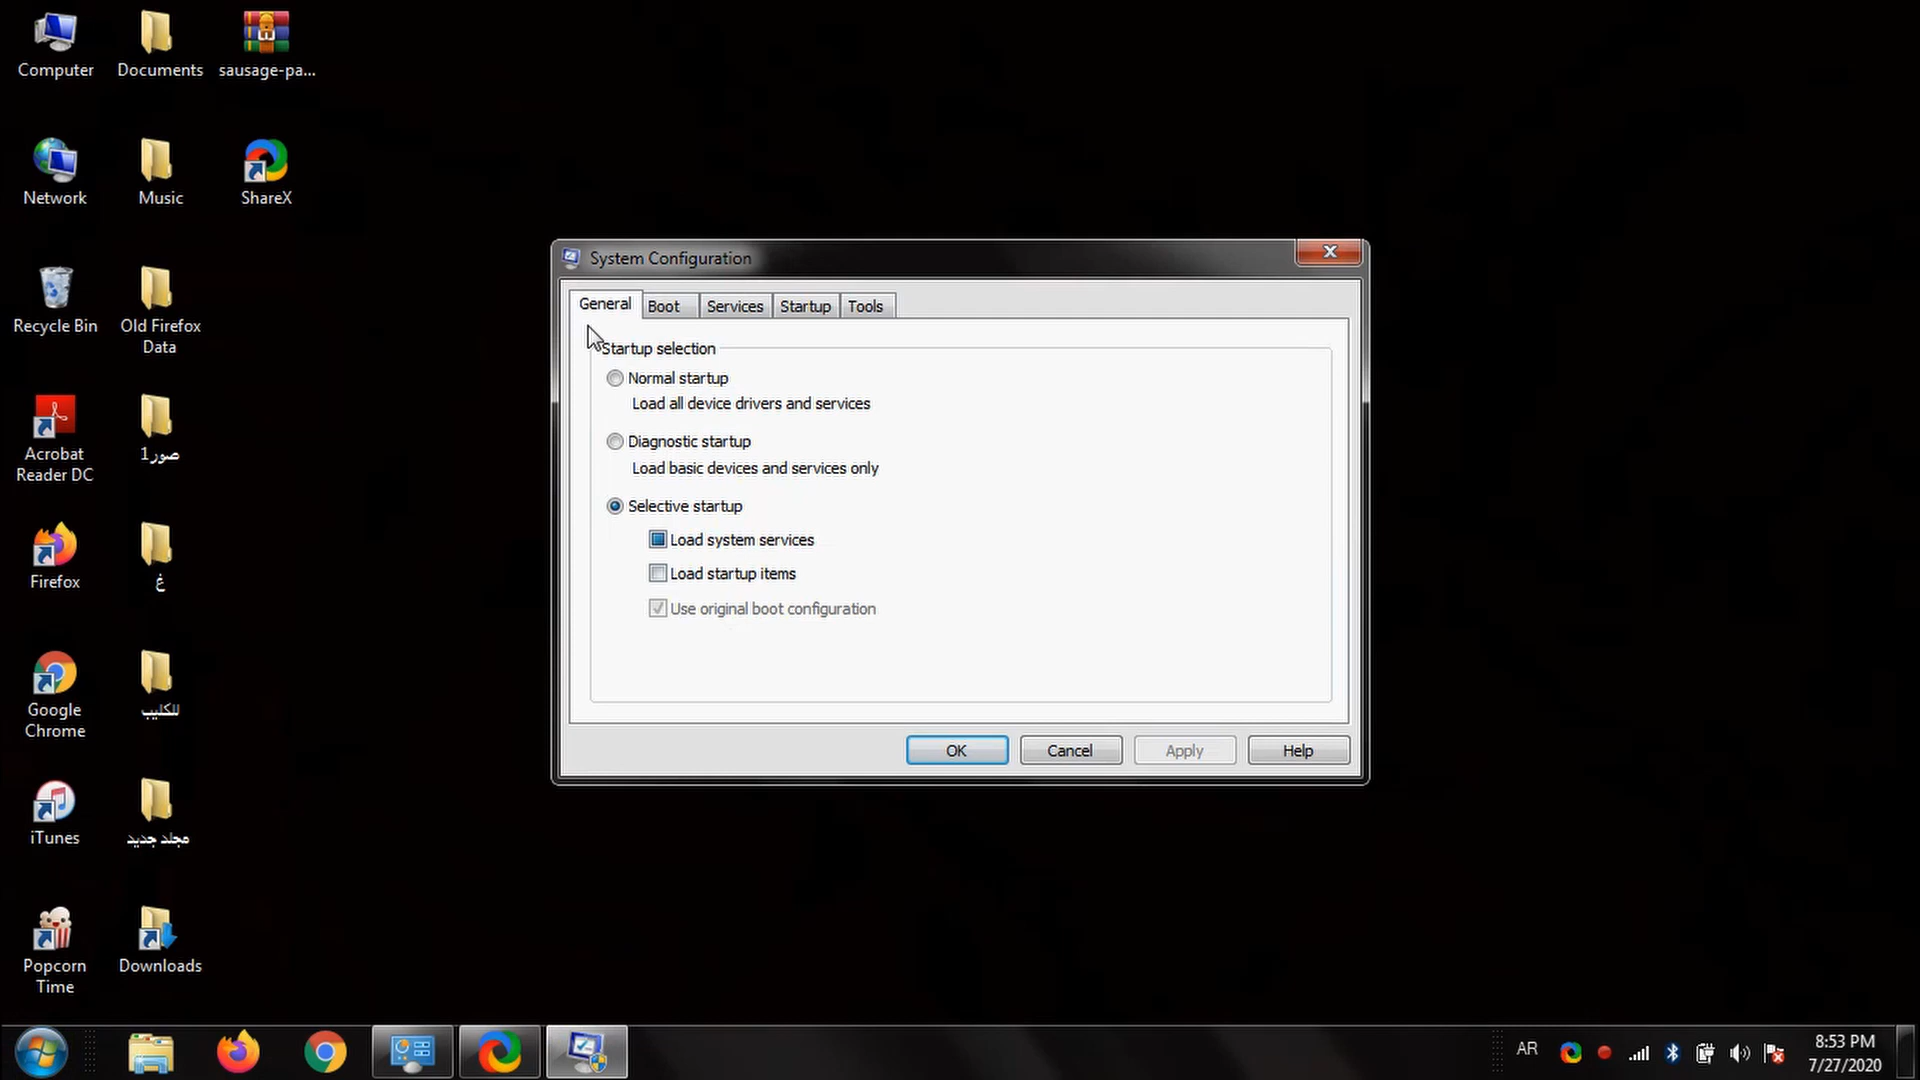 Computer
Documents
sausage-pa...
Network
Music
ShareX
Recycle Bin
Old Firefox
Data
Acrobat
Reader DC
صور1
Firefox
غ
Google
Chrome
للكليب
iTunes
مجلد جديد
Popcorn
Time
Downloads
System Configuration
General
Boot
Services
Startup
Tools
Startup selection
Normal startup
Load all device drivers and services
Diagnostic startup
Load basic devices and services only
Selective startup
Load system services
Load startup items
Use original boot configuration
OK
Cancel
Apply
Help
AR
8:53 PM
7/27/2020